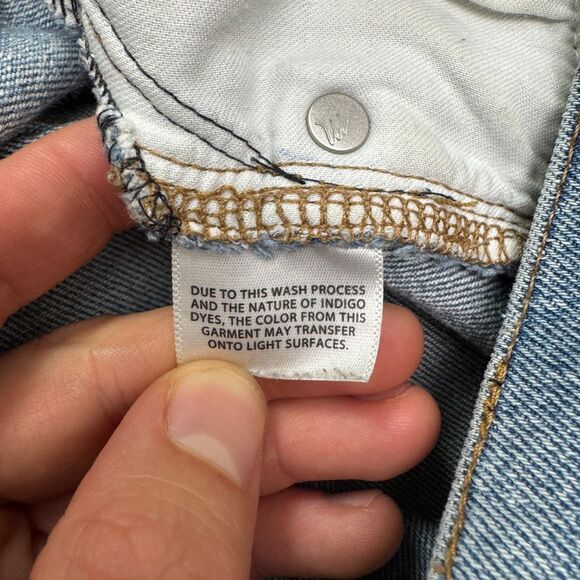 DUE TO THIS WASH PROCESS
AND THE NATURE OF INDIGO
DYES, THE COLOR FROM THIS
GARMENT MAY TRANSFER
ONTO LIGHT SURFACES.